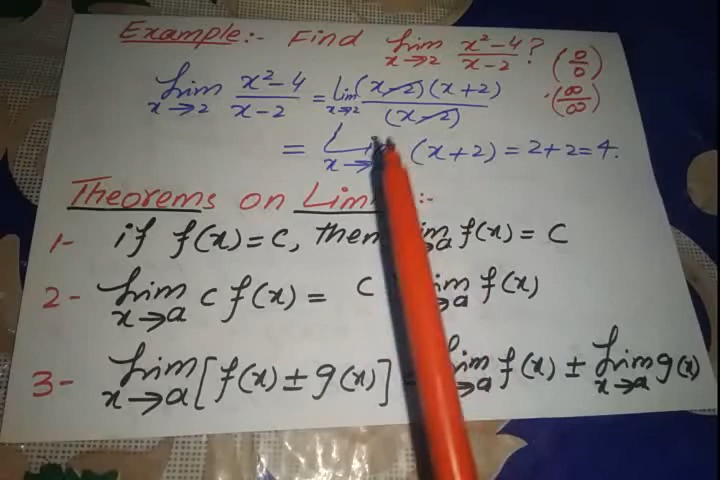 Example:- Find lim x→2 x²-4/x-2? (0/0)
lim x→2 x²-4/x-2 = lim x→2 (x-2)(x+2)/(x-2) (∞/∞)
= x→ (x+2) = 2+2 = 4.
Theorems on :-
1- if f(x) = c, then f(x) = c
2- lim x→a c f(x) = c f(x)
3- lim x→a [f(x) ± g(x)] f(x) ± lim x→a g(x)